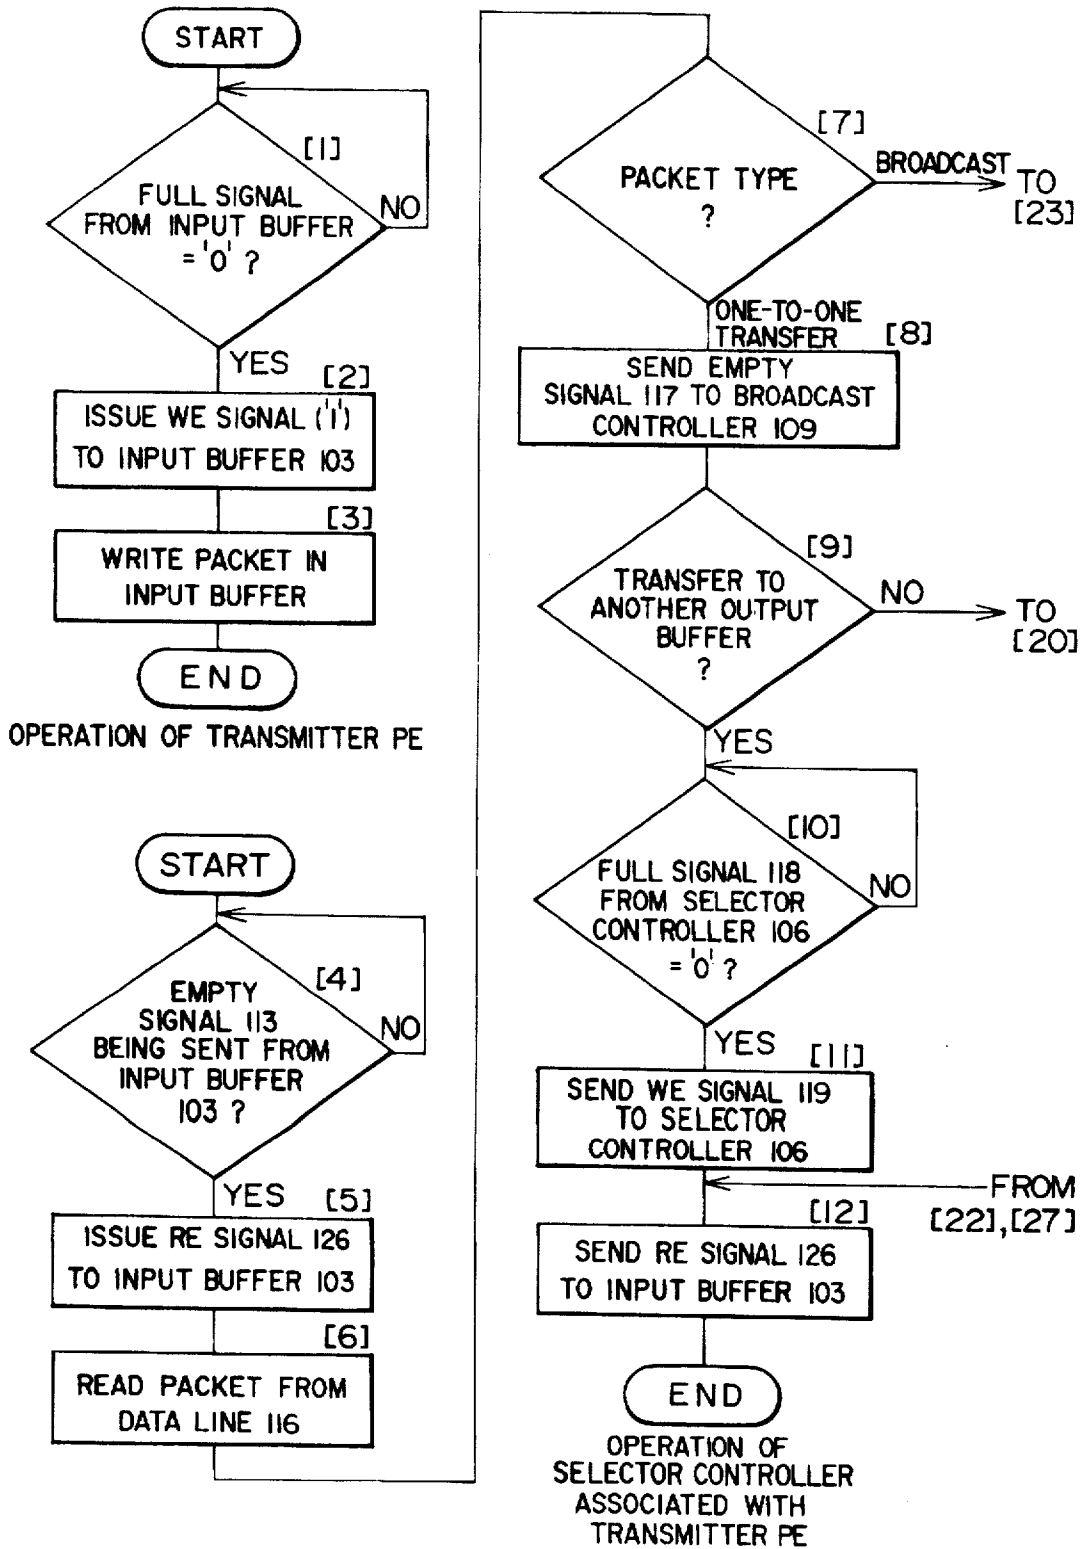 START
[1]
FULL SIGNAL
FROM INPUT BUFFER
= '0' ?
NO
YES
[2]
ISSUE WE SIGNAL ('1')
TO INPUT BUFFER 103
[3]
WRITE PACKET IN
INPUT BUFFER
END
OPERATION OF TRANSMITTER PE
START
[4]
EMPTY
SIGNAL 113
BEING SENT FROM
INPUT BUFFER
103 ?
NO
YES
[5]
ISSUE RE SIGNAL 126
TO INPUT BUFFER 103
[6]
READ PACKET FROM
DATA LINE 116
[7]
PACKET TYPE
?
BROADCAST
TO
[23]
ONE-TO-ONE
TRANSFER
[8]
SEND EMPTY
SIGNAL 117 TO BROADCAST
CONTROLLER 109
[9]
TRANSFER TO
ANOTHER OUTPUT
BUFFER
?
NO
TO
[20]
YES
[10]
FULL SIGNAL 118
FROM SELECTOR
CONTROLLER 106
= '0' ?
NO
YES
[11]
SEND WE SIGNAL 119
TO SELECTOR
CONTROLLER 106
FROM
[22],[27]
[12]
SEND RE SIGNAL 126
TO INPUT BUFFER 103
END
OPERATION OF
SELECTOR CONTROLLER
ASSOCIATED WITH
TRANSMITTER PE